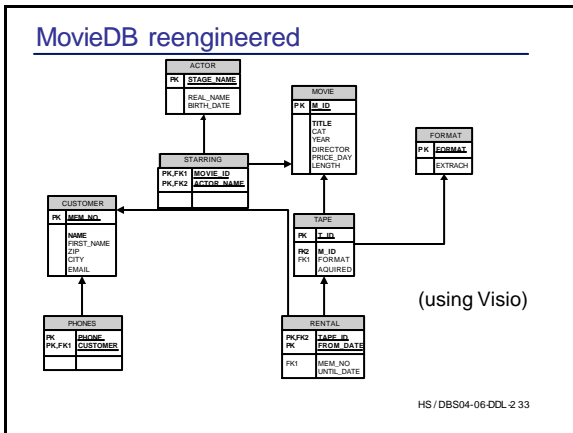 MovieDB reengineered
ACTOR
PK STAGE_NAME
REAL_NAME
BIRTH_DATE
MOVIE
PK M_ID
TITLE
CAT
YEAR
DIRECTOR
PRICE_DAY
LENGTH
FORMAT
PK FORMAT
EXTRACH
STARRING
PK,FK1 MOVIE_ID
PK,FK2 ACTOR_NAME
CUSTOMER
PK MEM_NO
NAME
FIRST_NAME
ZIP
CITY
EMAIL
TAPE
PK T_ID
FK2 M_ID
FK1 FORMAT
AQUIRED
(using Visio)
PHONES
PK PHONE
PK,FK1 CUSTOMER
RENTAL
PK,FK2 TAPE_ID
PK FROM_DATE
FK1 MEM_NO
UNTIL_DATE
HS / DBS04-06-DDL-2 33